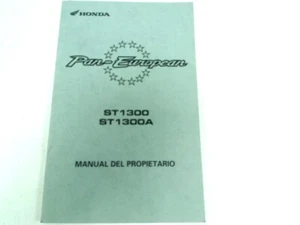 HONDA
Pan-European
ST1300
ST1300A
MANUAL DEL PROPIETARIO